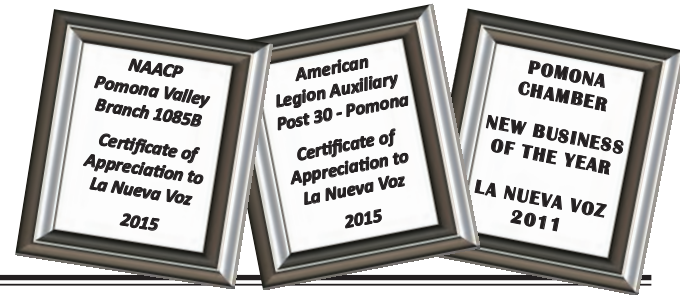 NAACP
Pomona Valley
Branch 1085B
Certificate of
Appreciation to
La Nueva Voz
2015
American
Legion Auxiliary
Post 30 - Pomona
Certificate of
Appreciation to
La Nueva Voz
2015
POMONA
CHAMBER
NEW BUSINESS
OF THE YEAR
LA NUEVA VOZ
2011